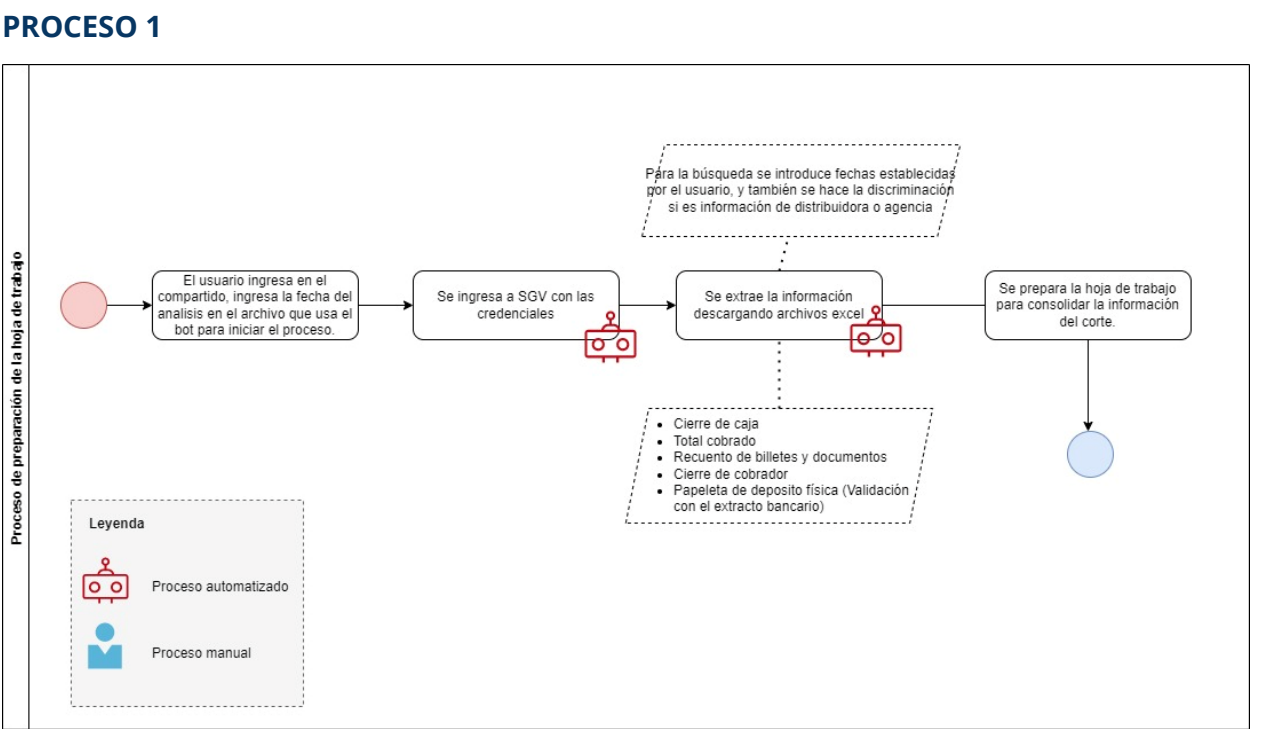 PROCESO 1
Proceso de preparación de la hoja de trabajo
Para la búsqueda se introduce fechas establecidas
por el usuario, y también se hace la discriminación
si es información de distribuidora o agencia
El usuario ingresa en el
compartido, ingresa la fecha del
analisis en el archivo que usa el
bot para iniciar el proceso.
Se ingresa a SGV con las
credenciales
Se extrae la información
descargando archivos excel
Se prepara la hoja de trabajo
para consolidar la información
del corte.
• Cierre de caja
• Total cobrado
• Recuento de billetes y documentos
• Cierre de cobrador
• Papeleta de deposito física (Validación
con el extracto bancario)
Leyenda
Proceso automatizado
Proceso manual